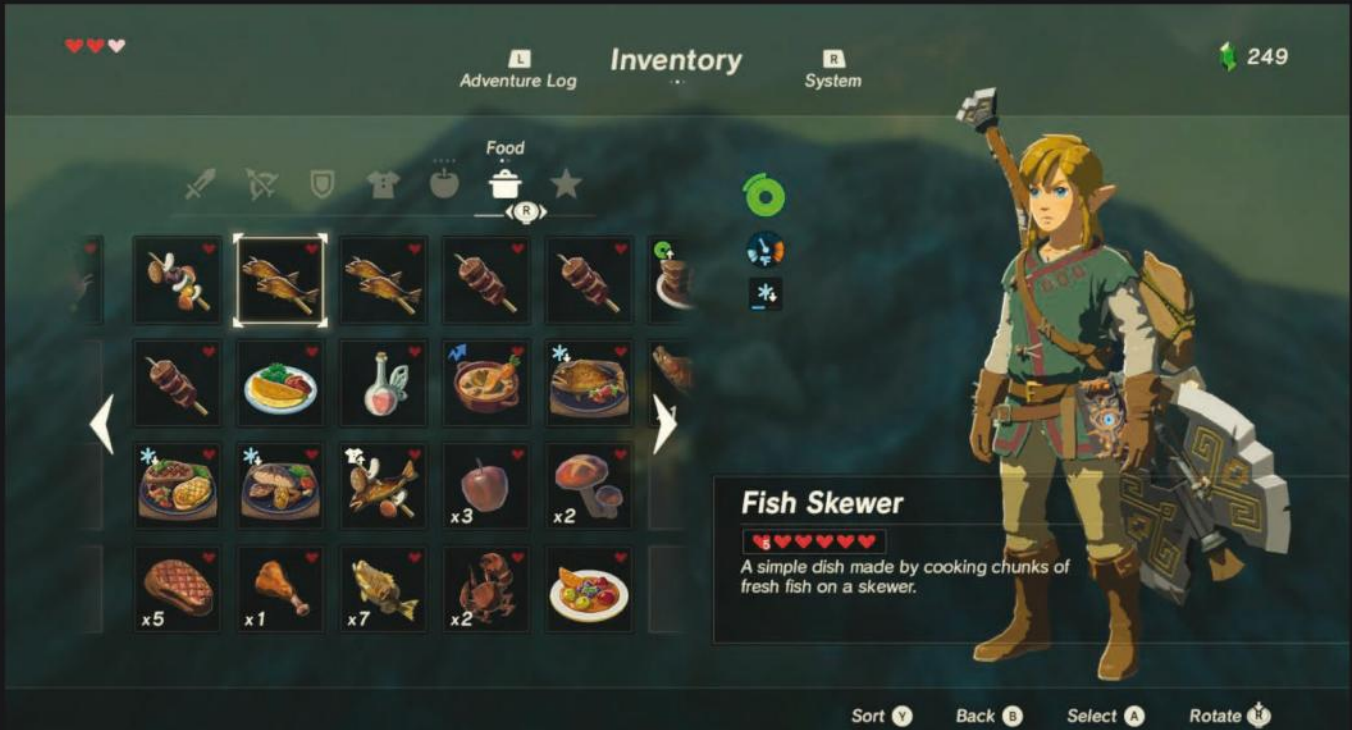 L
Adventure Log
Inventory
R
System
249
Food
R
x3
x2
x5
x1
x7
x2
Fish Skewer
5
A simple dish made by cooking chunks of
fresh fish on a skewer.
Sort Y
Back B
Select A
Rotate R